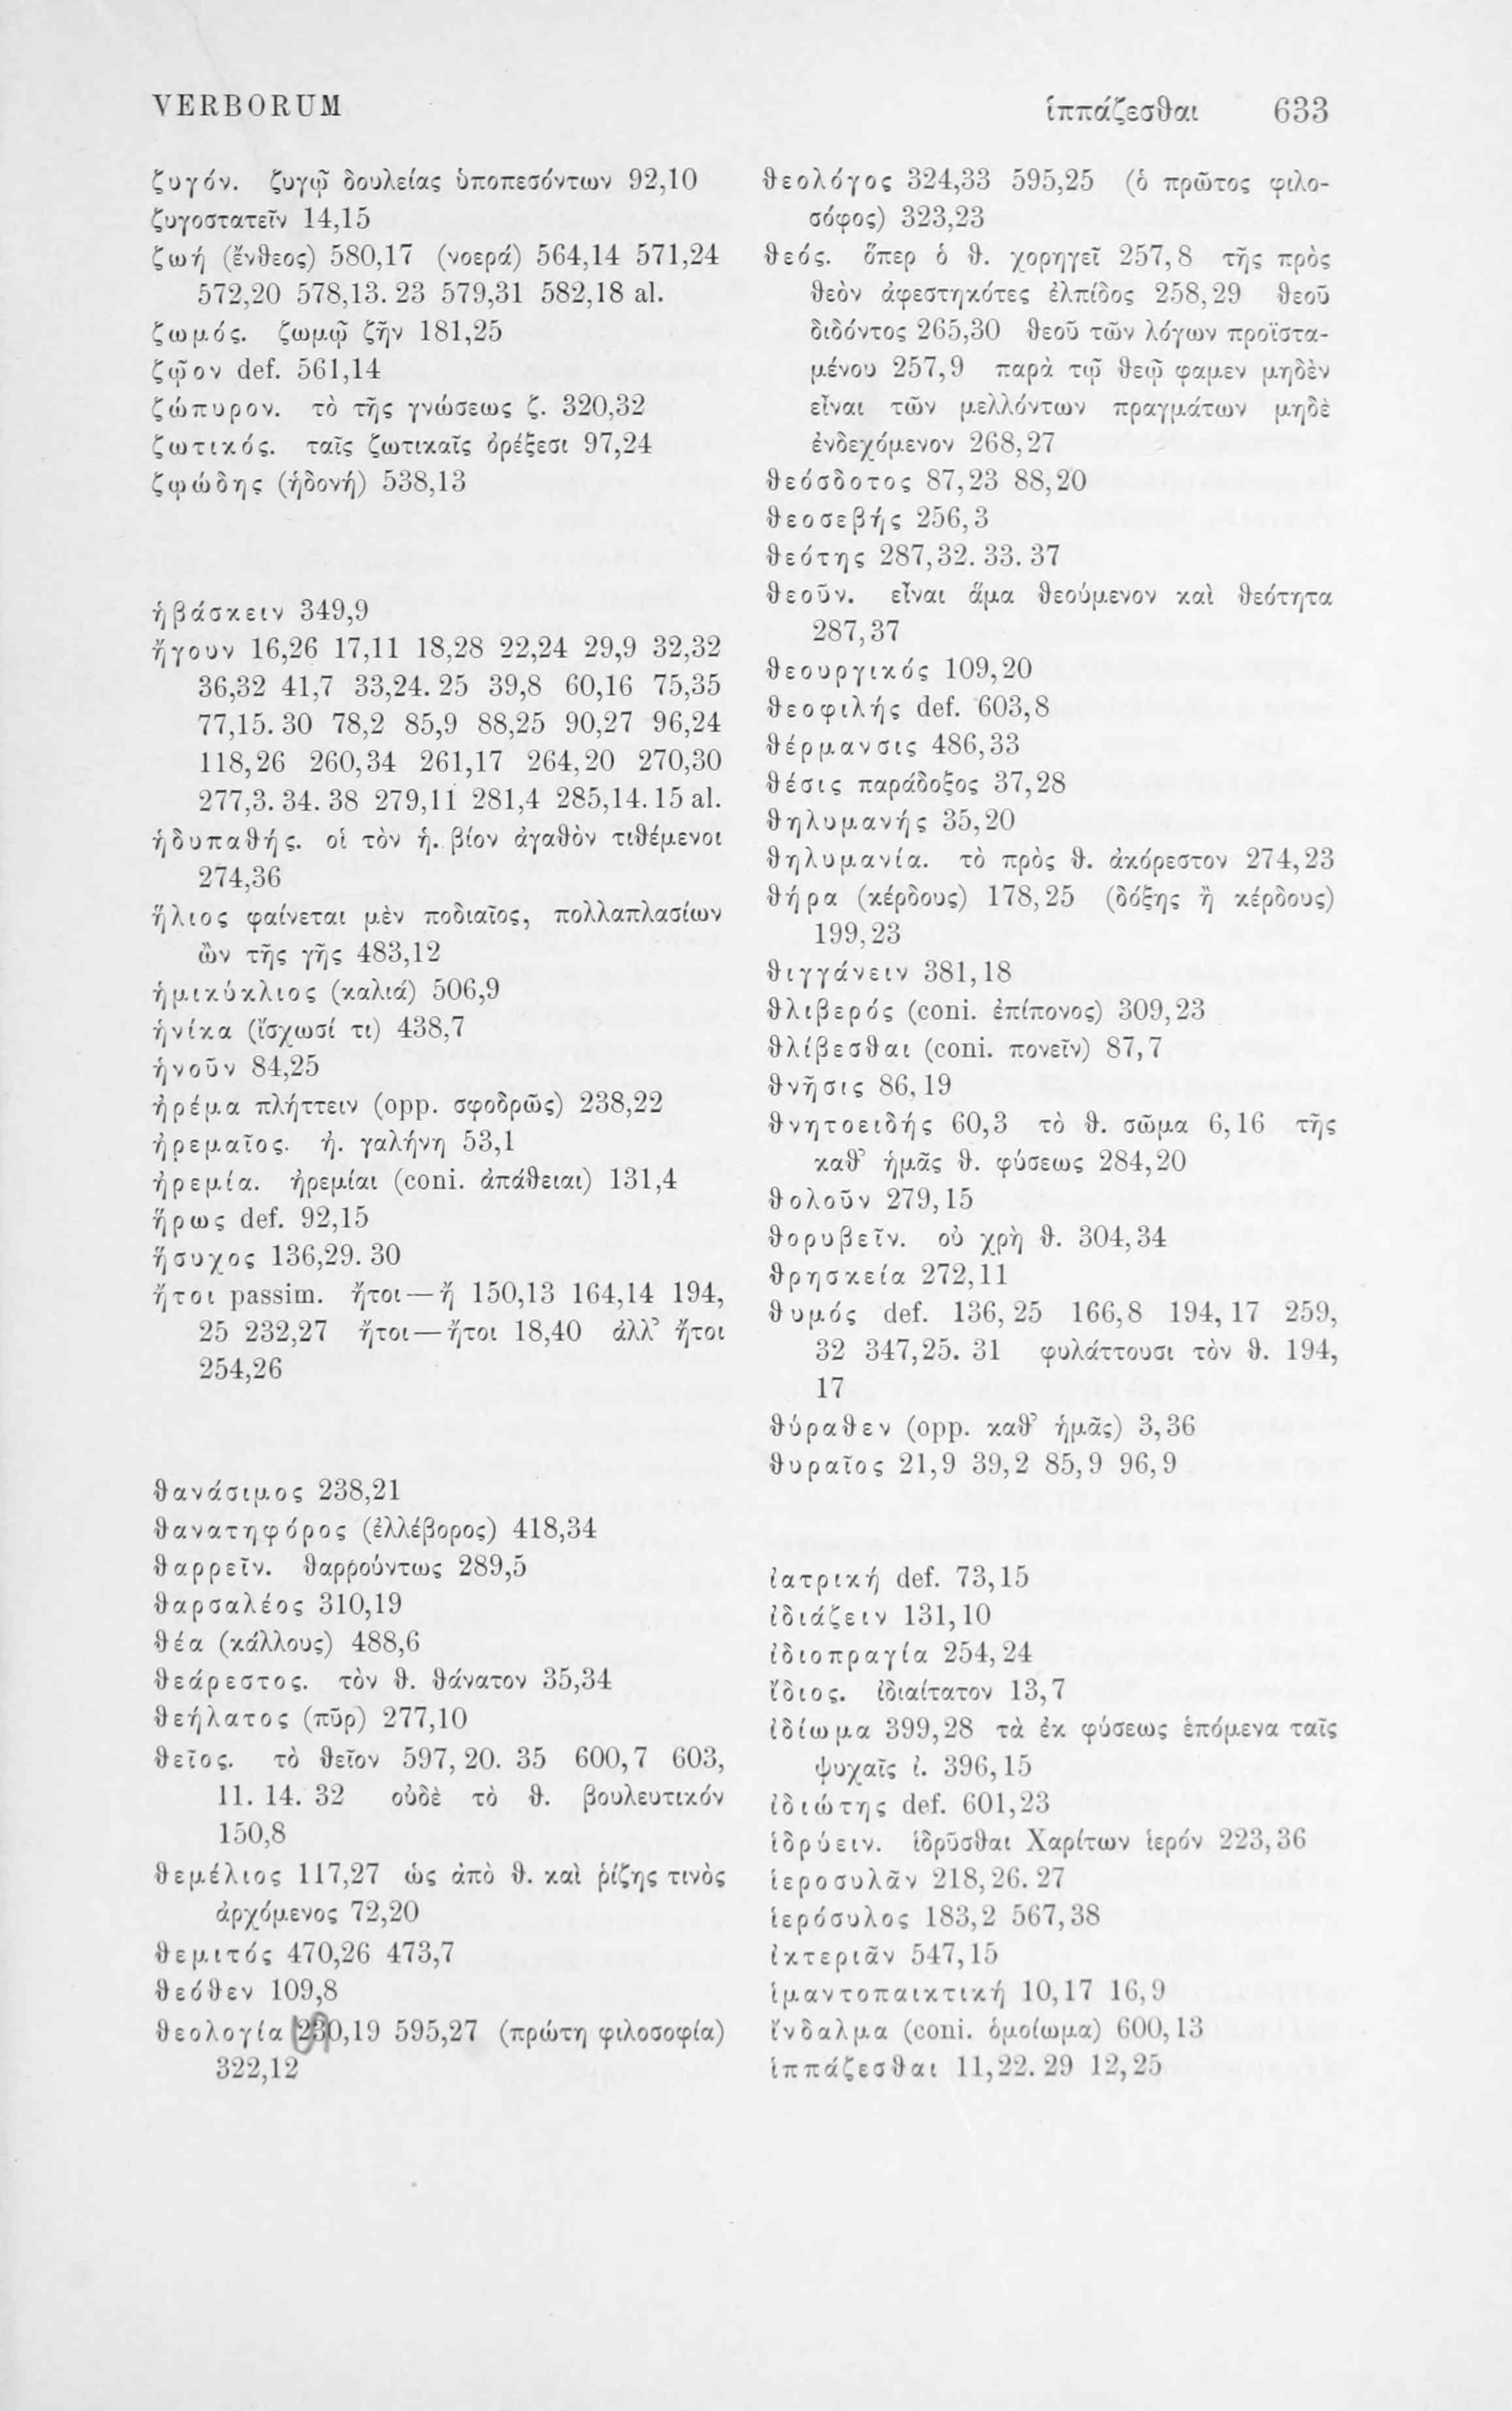 VERBORUM
ἱππάζεσθαι 633
ζυγόν. ζυγῷ δουλείας ὑποπεσόντων 92,10
ζυγοστατεῖν 14,15
ζωή (ἔνθεος) 580,17 (νοερά) 564,14 571,24
572,20 578,13. 23 579,31 582,18 al.
ζωμός. ζωμῷ ζῆν 181,25
ζῷον def. 561,14
ζώπυρον. τὸ τῆς γνώσεως ζ. 320,32
ζωτικός. ταῖς ζωτικαῖς ὀρέξεσι 97,24
ζῳώδης (ἡδονή) 538,13
ἡβάσκειν 349,9
ἤγουν 16,26 17,11 18,28 22,24 29,9 32,32
36,32 41,7 33,24. 25 39,8 60,16 75,35
77,15. 30 78,2 85,9 88,25 90,27 96,24
118,26 260,34 261,17 264,20 270,30
277,3. 34. 38 279,11 281,4 285,14. 15 al.
ἡδυπαθής. οἱ τὸν ἡ. βίον ἀγαθὸν τιθέμενοι
274,36
ἥλιος φαίνεται μὲν ποδιαῖος, πολλαπλασίων
ὢν τῆς γῆς 483,12
ἡμικύκλιος (καλιά) 506,9
ἡνίκα (ἴσχωσί τι) 438,7
ἠνοῦν 84,25
ἠρέμα πλήττειν (opp. σφοδρῶς) 238,22
ἠρεμαῖος. ἠ. γαλήνη 53,1
ἠρεμία. ἠρεμίαι (coni. ἀπάθειαι) 131,4
ἥρως def. 92,15
ἥσυχος 136,29. 30
ἤτοι passim. ἤτοι—ἤ 150,13 164,14 194,
25 232,27 ἤτοι—ἤτοι 18,40 ἀλλ’ ἤτοι
254,26
θανάσιμος 238,21
θανατηφόρος (ἐλλέβορος) 418,34
θαρρεῖν. θαρρούντως 289,5
θαρσαλέος 310,19
θέα (κάλλους) 488,6
θεάρεστος. τὸν θ. θάνατον 35,34
θεήλατος (πῦρ) 277,10
θεῖος. τὸ θεῖον 597, 20. 35 600, 7 603,
11. 14. 32 οὐδὲ τὸ θ. βουλευτικόν
150,8
θεμέλιος 117,27 ὡς ἀπὸ θ. καὶ ῥίζης τινὸς
ἀρχόμενος 72,20
θεμιτός 470,26 473,7
θεόθεν 109,8
θεολογία 230,19 595,27 (πρώτη φιλοσοφία)
322,12
θεολόγος 324,33 595,25 (ὁ πρῶτος φιλο-
σόφος) 323,23
θεός. ὅπερ ὁ θ. χορηγεῖ 257, 8 τῆς πρὸς
θεὸν ἀφεστηκότες ἐλπίδος 258, 29 θεοῦ
διδόντος 265,30 θεοῦ τῶν λόγων προϊστα-
μένου 257, 9 παρὰ τῷ θεῷ φαμεν μηδὲν
εἶναι τῶν μελλόντων πραγμάτων μηδὲ
ἐνδεχόμενον 268,27
θεόσδοτος 87,23 88,20
θεοσεβής 256,3
θεότης 287,32. 33. 37
θεοῦν. εἶναι ἅμα θεούμενον καὶ θεότητα
287,37
θεουργικός 109,20
θεοφιλής def. 603,8
θέρμανσις 486,33
θέσις παράδοξος 37,28
θηλυμανής 35,20
θηλυμανία. τὸ πρὸς θ. ἀκόρεστον 274,23
θήρα (κέρδους) 178,25 (δόξης ἢ κέρδους)
199,23
θιγγάνειν 381,18
θλιβερός (coni. ἐπίπονος) 309,23
θλίβεσθαι (coni. πονεῖν) 87,7
θνῆσις 86,19
θνητοειδής 60,3 τὸ θ. σῶμα 6,16 τῆς
καθ’ ἡμᾶς θ. φύσεως 284,20
θολοῦν 279,15
θορυβεῖν. οὐ χρὴ θ. 304,34
θρησκεία 272,11
θυμός def. 136, 25 166, 8 194, 17 259,
32 347,25. 31 φυλάττουσι τὸν θ. 194,
17
θύραθεν (opp. καθ’ ἡμᾶς) 3,36
θυραῖος 21,9 39,2 85,9 96,9
ἰατρική def. 73,15
ἰδιάζειν 131,10
ἰδιοπραγία 254,24
ἴδιος. ἰδιαίτατον 13,7
ἰδίωμα 399,28 τὰ ἐκ φύσεως ἑπόμενα ταῖς
ψυχαῖς ἰ. 396,15
ἰδιώτης def. 601,23
ἱδρύειν. ἱδρῦσθαι Χαρίτων ἱερόν 223,36
ἱεροσυλᾶν 218,26. 27
ἱερόσυλος 183,2 567,38
ἰκτεριᾶν 547,15
ἱμαντοπαικτική 10,17 16,9
ἴνδαλμα (coni. ὁμοίωμα) 600,13
ἱππάζεσθαι 11,22. 29 12,25